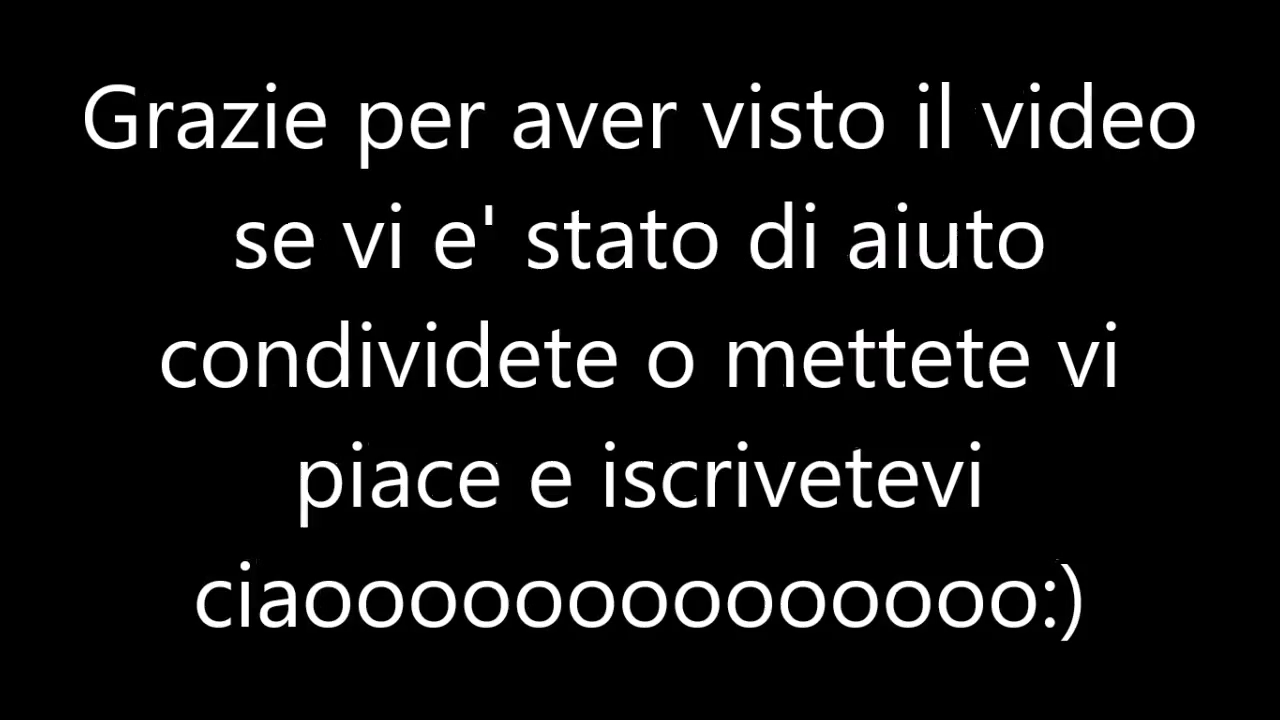 Grazie per aver visto il video
se vi e' stato di aiuto
condividete o mettete vi
piace e iscrivetevi
ciaoooooooooooooo:)